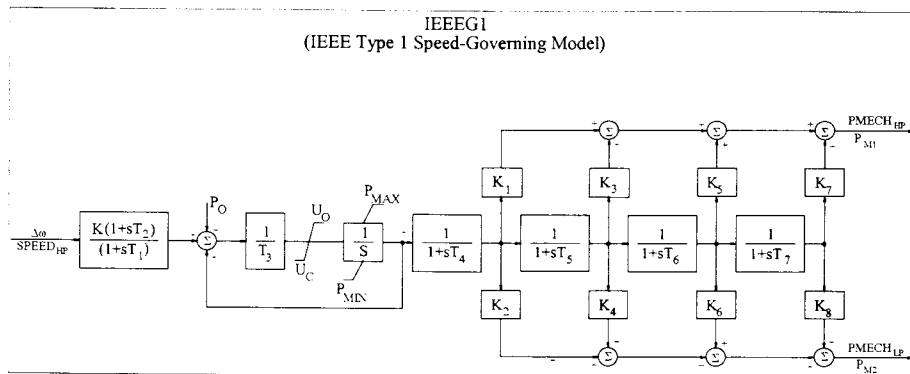 IEEEG1
(IEEE Type 1 Speed-Governing Model)
Δω
SPEED_HP
K(1+sT_2)
(1+sT_1)
P_O
Σ
1
T_3
U_O
U_C
P_MAX
1
S
P_MIN
1
1+sT_4
1
1+sT_5
1
1+sT_6
1
1+sT_7
K_1
K_3
K_5
K_7
K_2
K_4
K_6
K_8
Σ
Σ
Σ
PMECH_HP
P_M1
Σ
Σ
Σ
PMECH_LP
P_M2